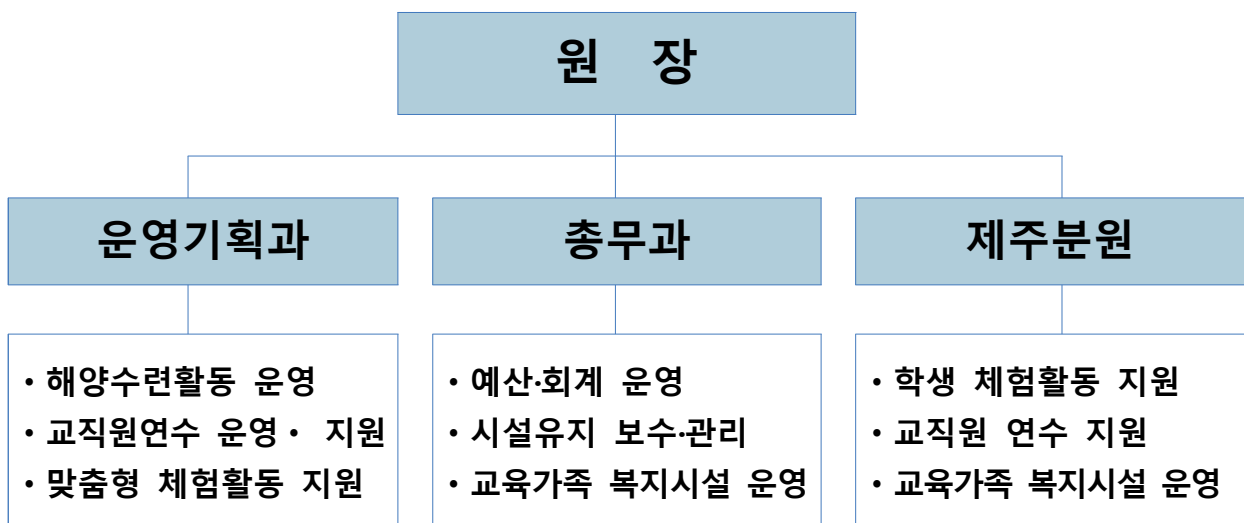 원 장
운영기획과
총무과
제주분원
· 해양수련활동 운영
· 교직원연수 운영 · 지원
· 맞춤형 체험활동 지원
· 예산·회계 운영
· 시설유지 보수·관리
· 교육가족 복지시설 운영
· 학생 체험활동 지원
· 교직원 연수 지원
· 교육가족 복지시설 운영